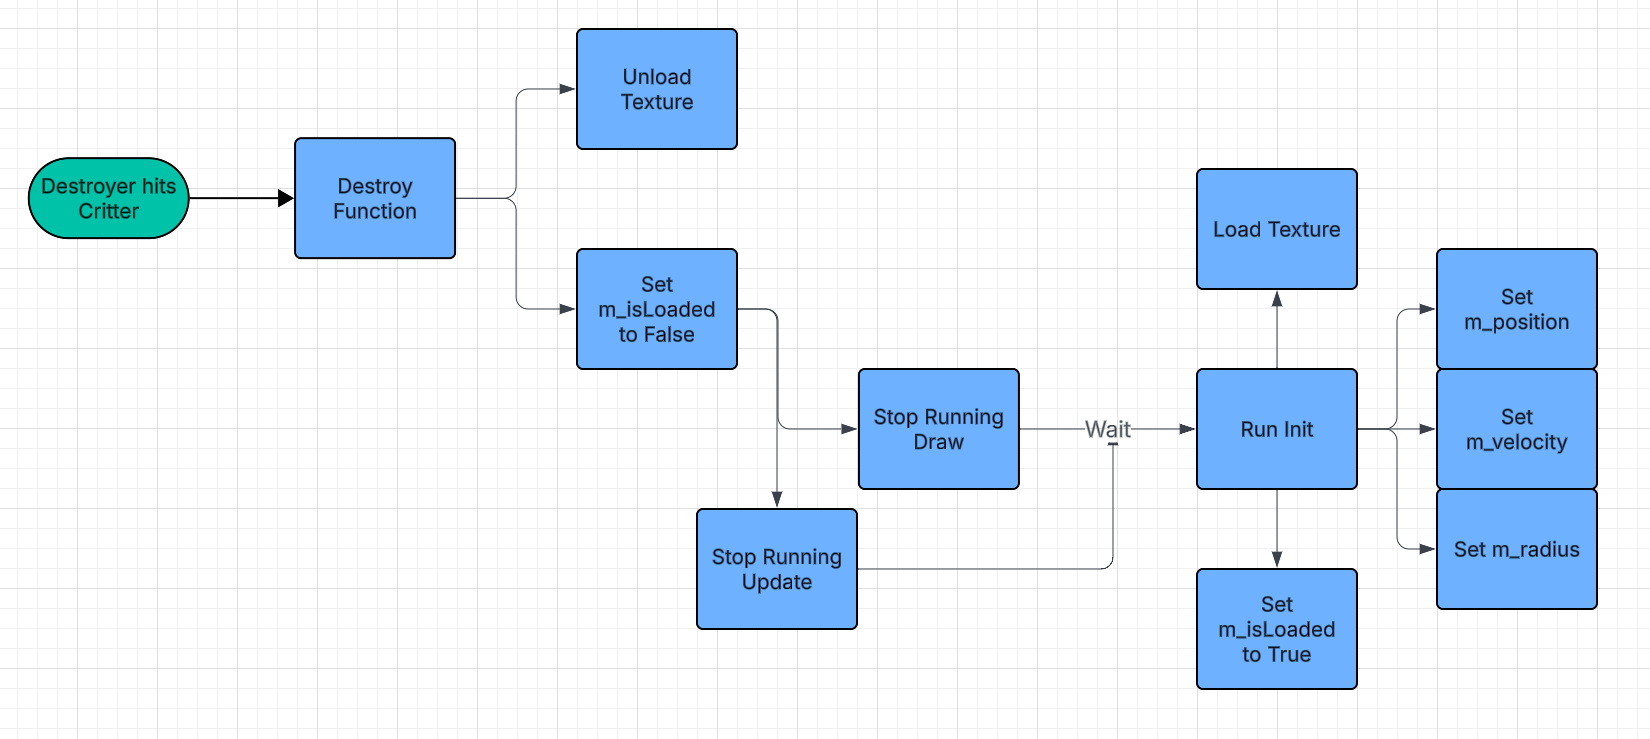 Destroyer hits
Critter
Destroy
Function
Unload
Texture
Set
m_isLoaded
to False
Stop Running
Draw
Stop Running
Update
Wait
Run Init
Load Texture
Set
m_isLoaded
to True
Set
m_position
Set
m_velocity
Set m_radius